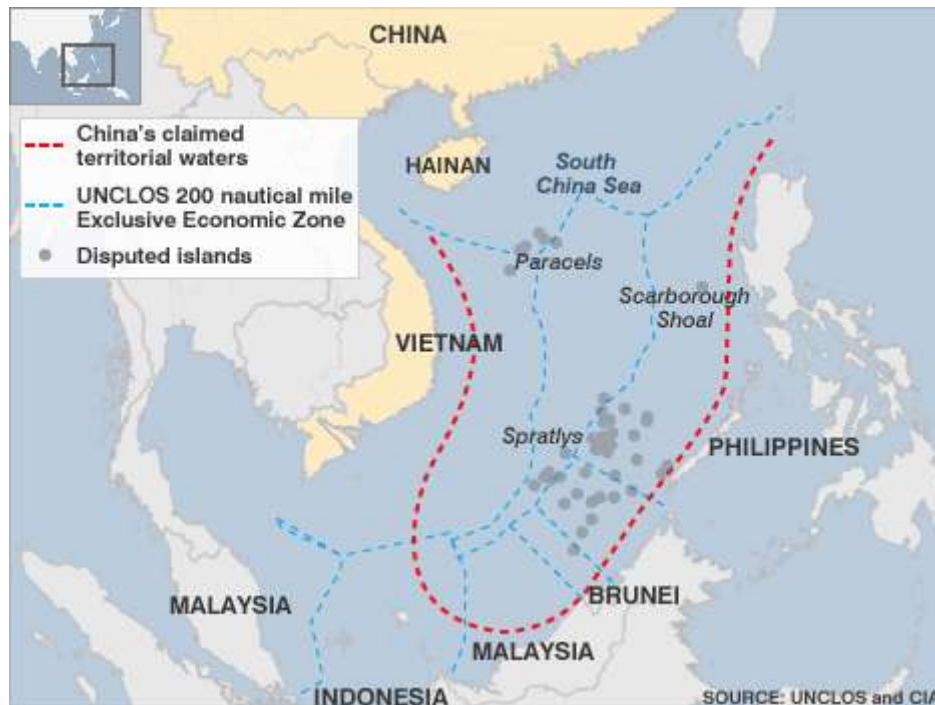 CHINA
China's claimed
territorial waters
UNCLOS 200 nautical mile
Exclusive Economic Zone
Disputed islands
HAINAN
South
China Sea
Paracels
Scarborough
Shoal
VIETNAM
Spratlys
PHILIPPINES
MALAYSIA
BRUNEI
MALAYSIA
INDONESIA
SOURCE: UNCLOS and CIA